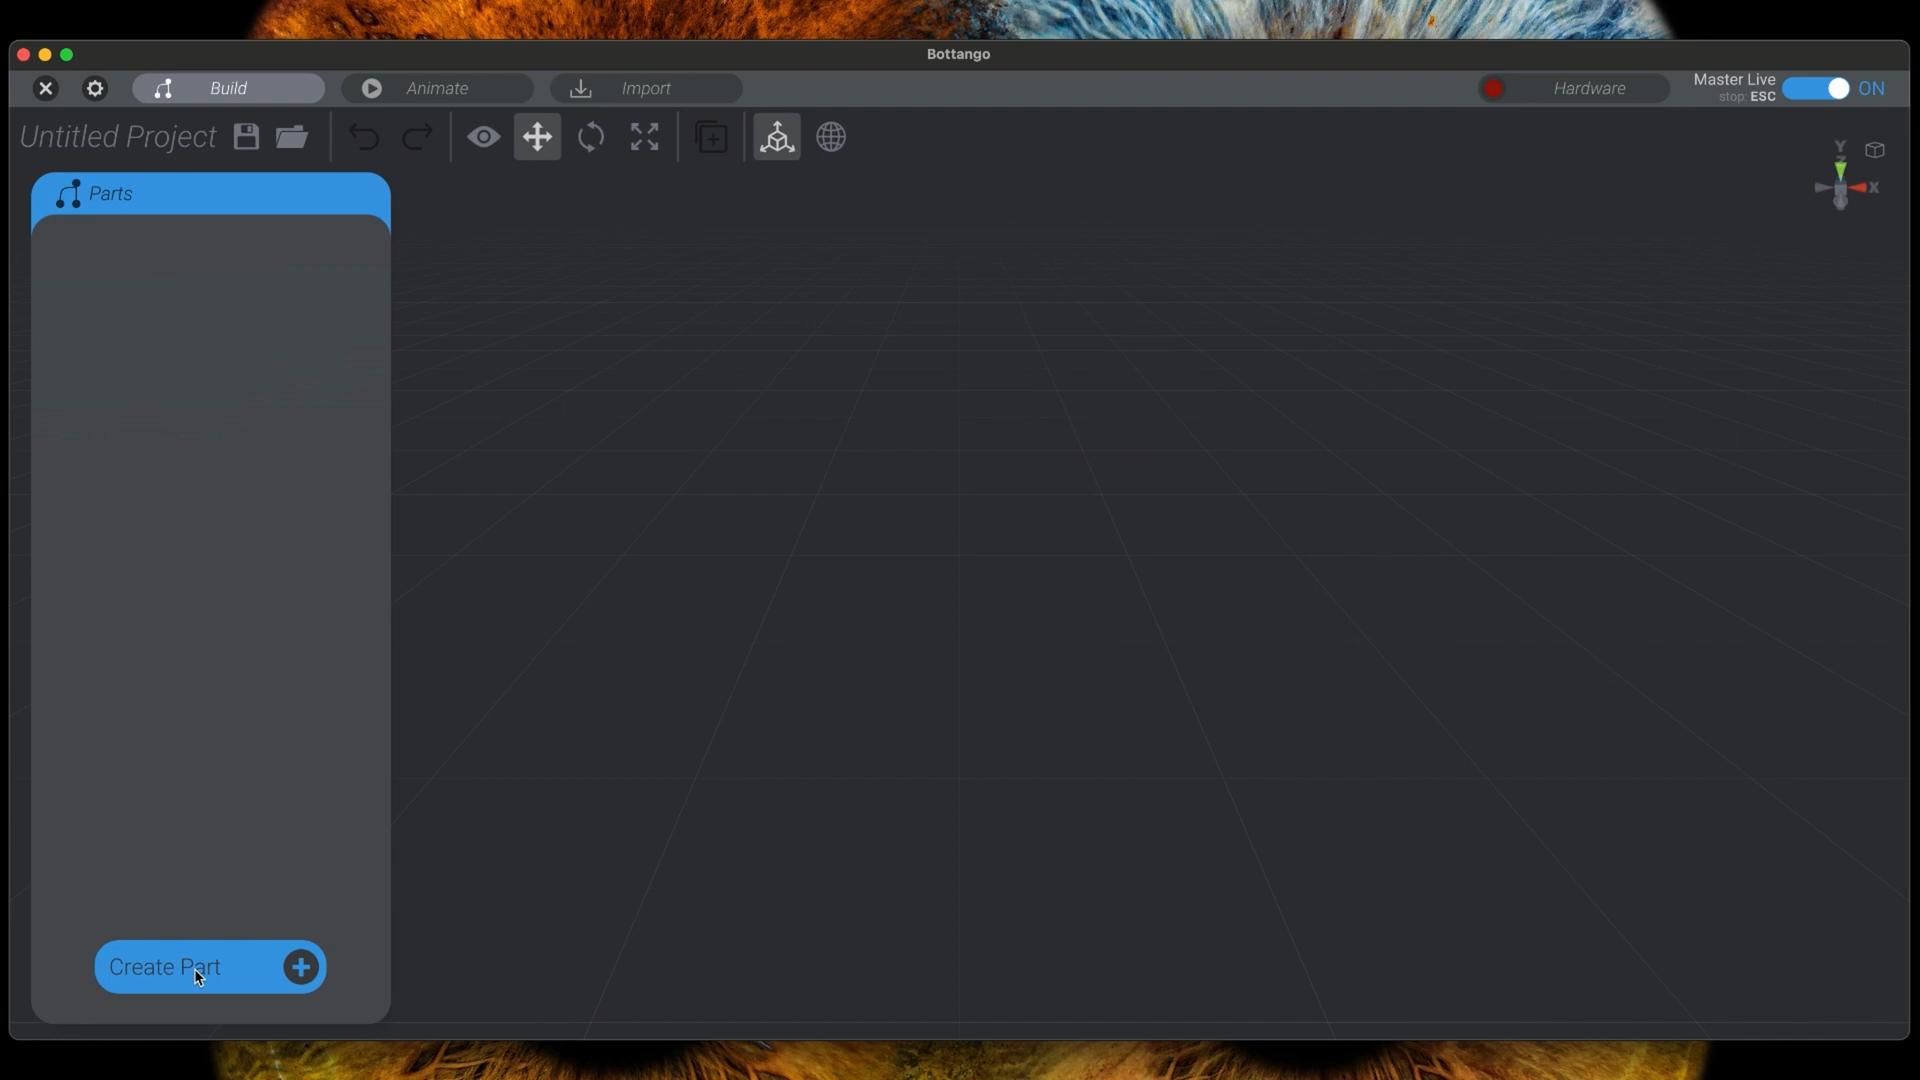 Bottango
Build
Animate
Import
Hardware
Master Live
stop: ESC
ON
Untitled Project
Y
Z
X
Parts
Create Part